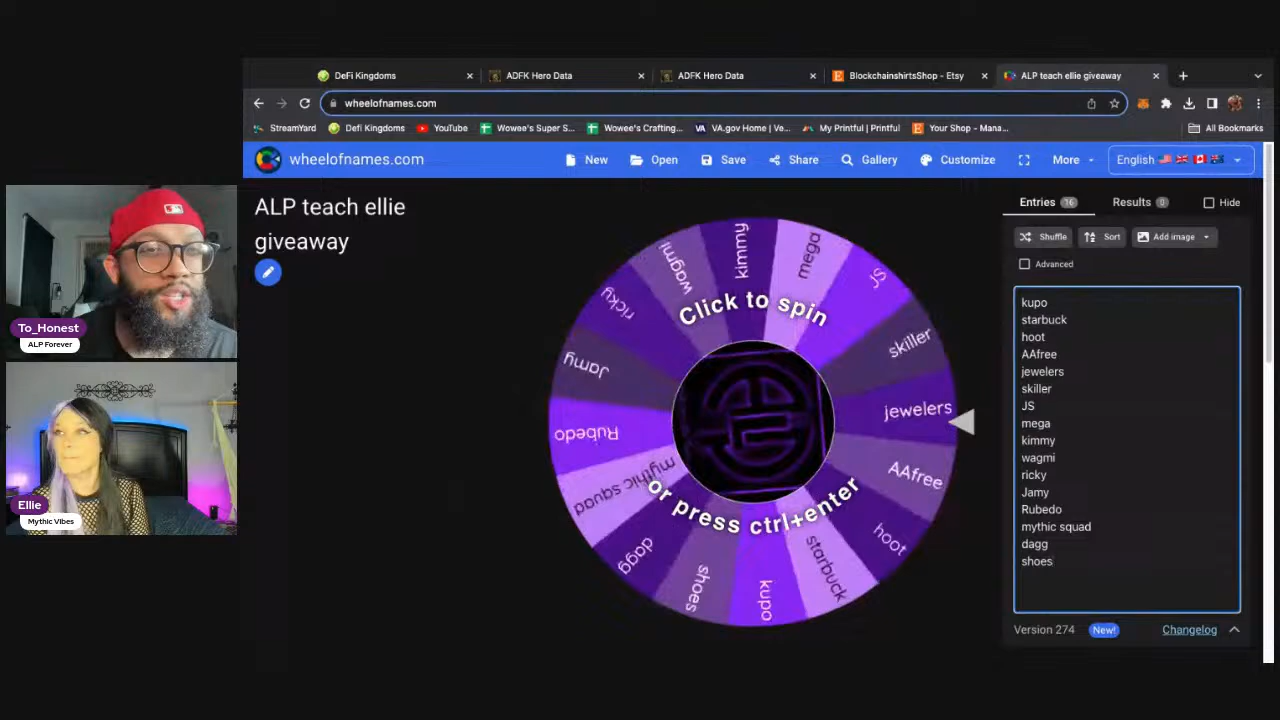 DeFi Kingdoms
ADFK Hero Data
ADFK Hero Data
BlockchainshirtsShop - Etsy
ALP teach ellie giveaway
wheelofnames.com
StreamYard
Defi Kingdoms
YouTube
Wowee's Super S...
Wowee's Crafting...
VA.gov Home | Ve...
My Printful | Printful
Your Shop - Mana...
All Bookmarks
wheelofnames.com
New
Open
Save
Share
Gallery
Customize
More
English
ALP teach ellie
giveaway
Entries 16
Results 0
Hide
Shuffle
Sort
Add image
Advanced
kupo
starbuck
hoot
AAfree
jewelers
skiller
JS
mega
kimmy
wagmi
ricky
Jamy
Rubedo
mythic squad
dagg
shoes
Version 274
New!
Changelog
Click to spin
or press ctrl+enter
kimmy
mega
JS
skiller
jewelers
AAfree
hoot
starbuck
kupo
shoes
dagg
mythic squad
Rubedo
Jamy
ricky
wagmi
To_Honest
ALP Forever
Ellie
Mythic Vibes